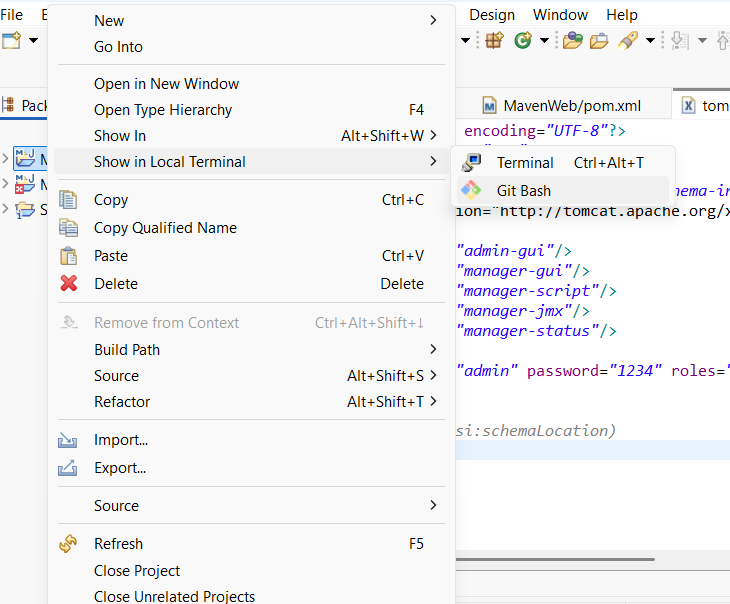 File
New
Go Into
Open in New Window
Open Type Hierarchy F4
Show In Alt+Shift+W
Show in Local Terminal
Copy Ctrl+C
Copy Qualified Name
Paste Ctrl+V
Delete Delete
Remove from Context Ctrl+Alt+Shift+↓
Build Path
Source Alt+Shift+S
Refactor Alt+Shift+T
Import...
Export...
Source
Refresh F5
Close Project
Close Unrelated Projects
Terminal Ctrl+Alt+T
Git Bash
Design Window Help
Pack
MavenWeb/pom.xml
tom
encoding="UTF-8"?>
hema-in
ion="http://tomcat.apache.org/x
"admin-gui"/>
"manager-gui"/>
"manager-script"/>
"manager-jmx"/>
"manager-status"/>
"admin" password="1234" roles="
si:schemaLocation)